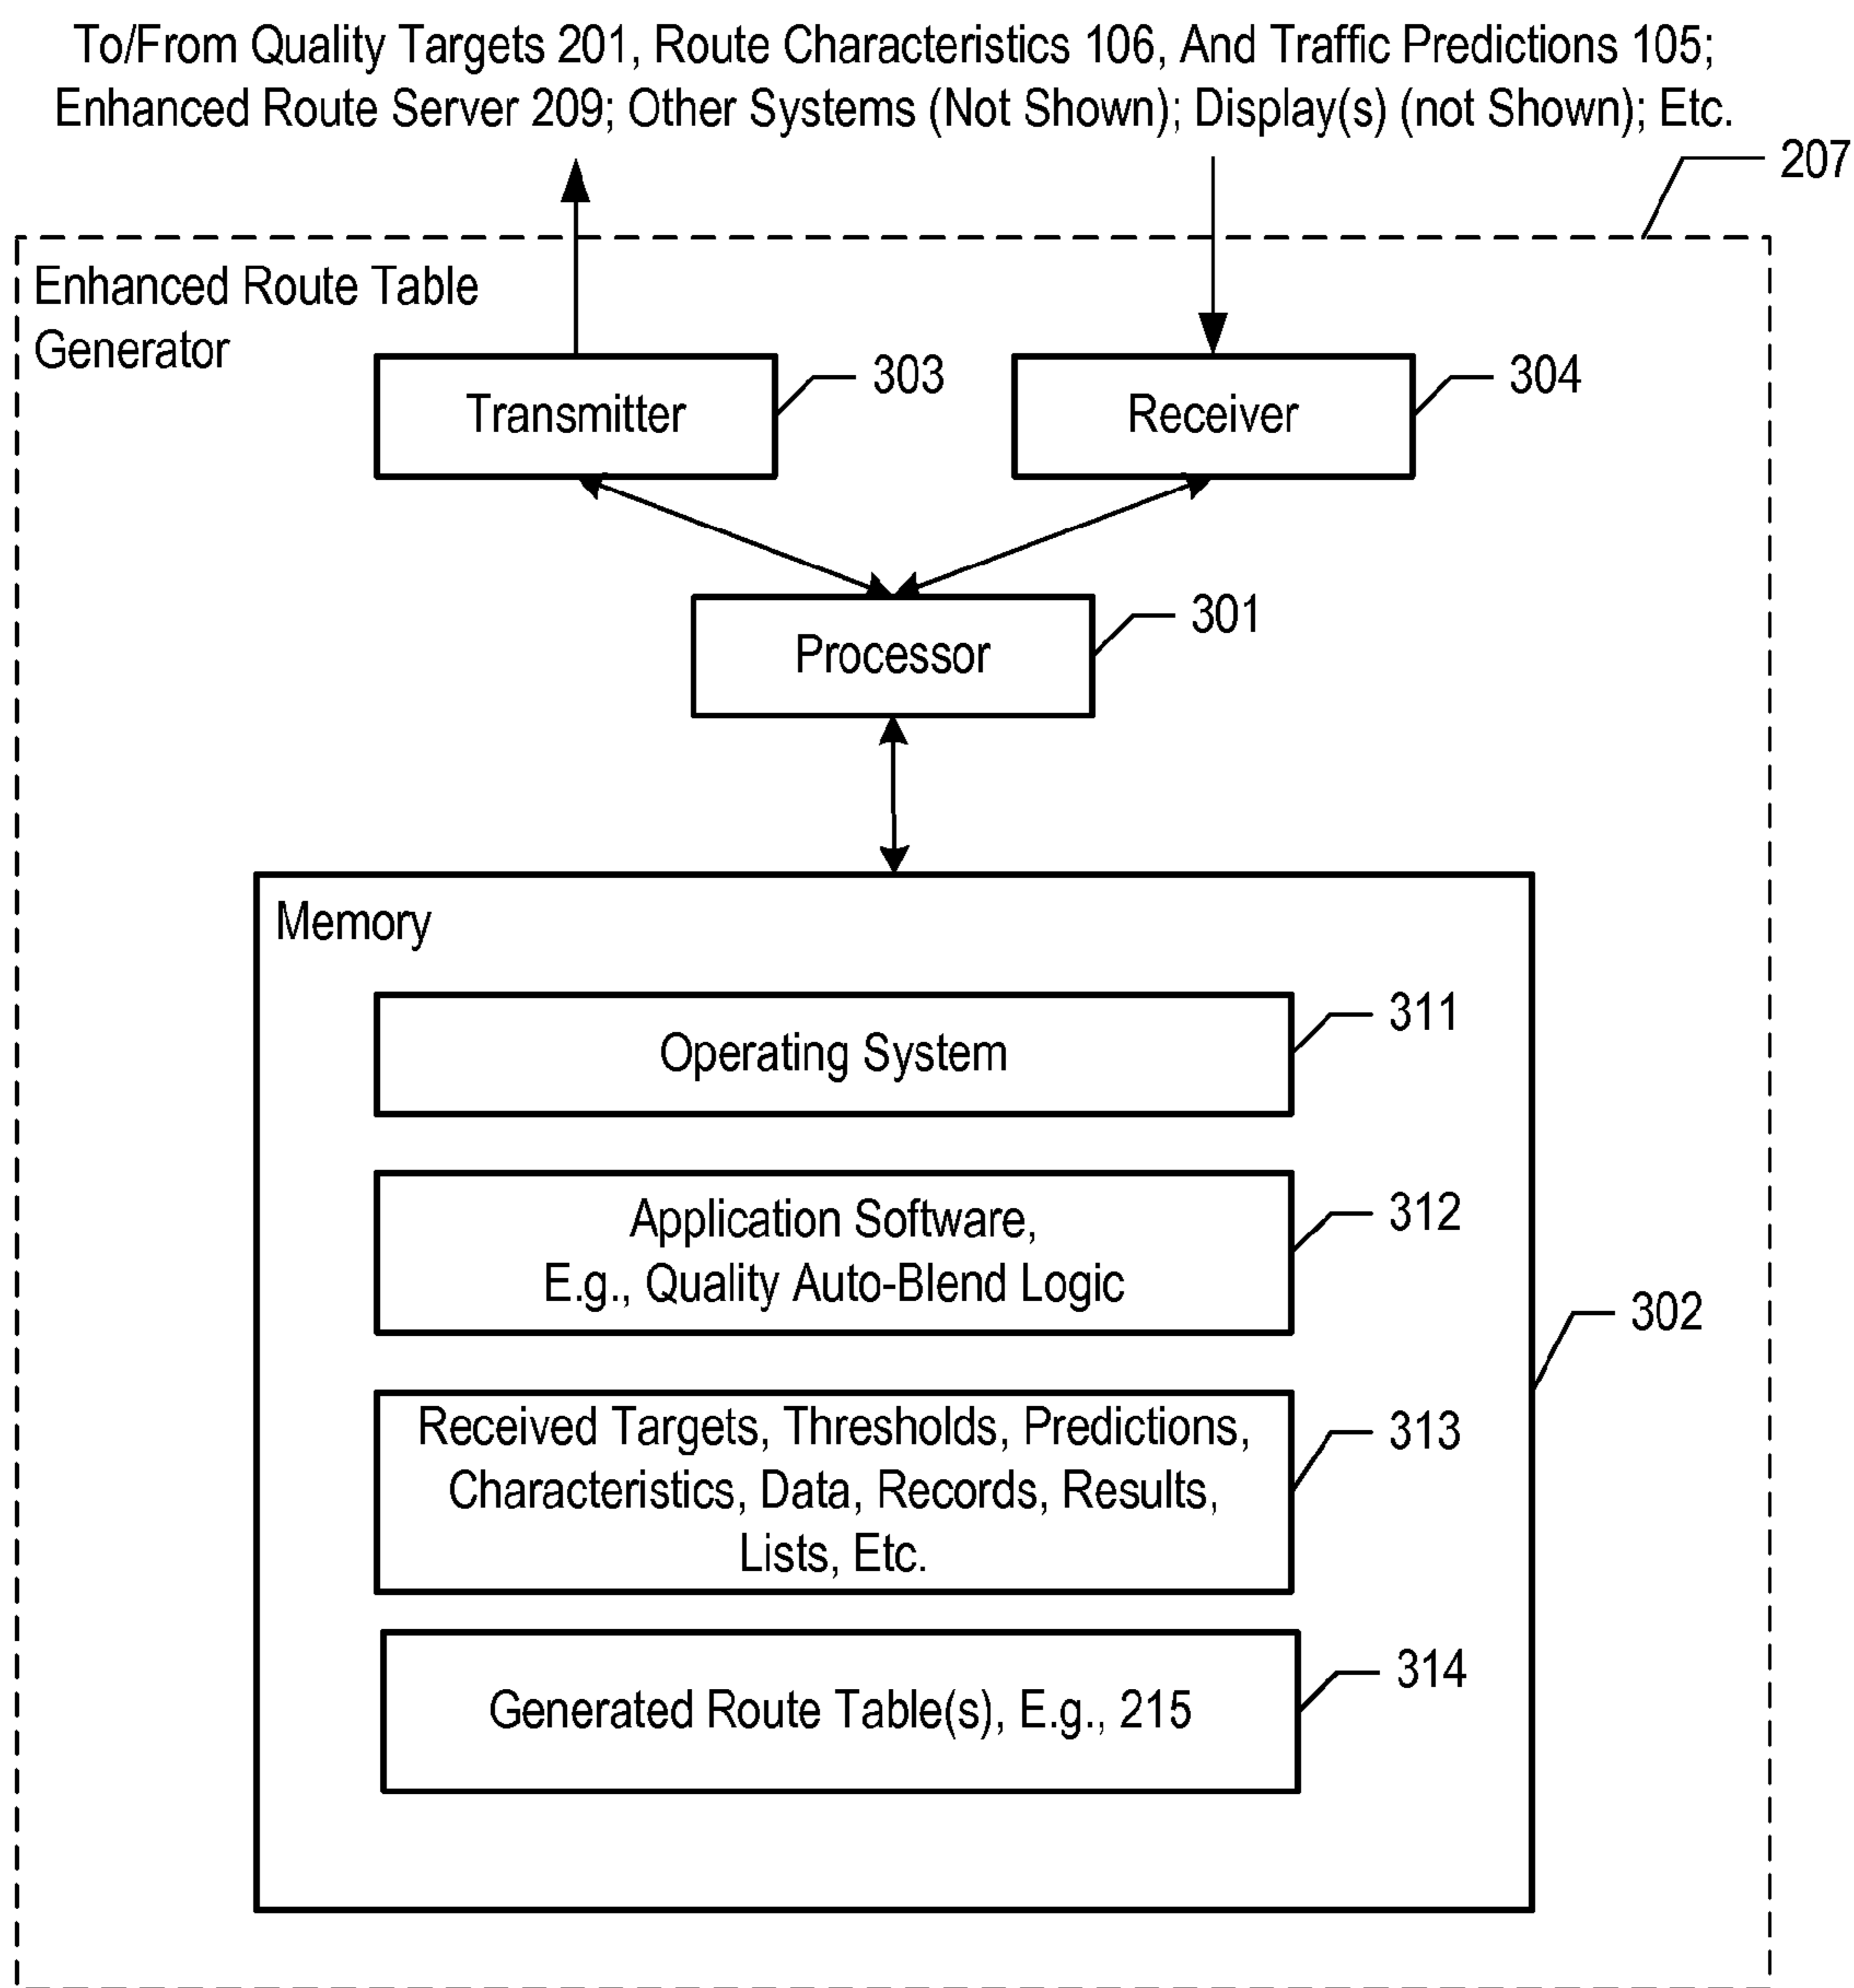 To/From Quality Targets 201, Route Characteristics 106, And Traffic Predictions 105;
Enhanced Route Server 209; Other Systems (Not Shown); Display(s) (not Shown); Etc.
207
Enhanced Route Table
Generator
Transmitter
303
Receiver
304
Processor
301
Memory
Operating System
311
Application Software,
E.g., Quality Auto-Blend Logic
312
302
Received Targets, Thresholds, Predictions,
Characteristics, Data, Records, Results,
Lists, Etc.
313
Generated Route Table(s), E.g., 215
314